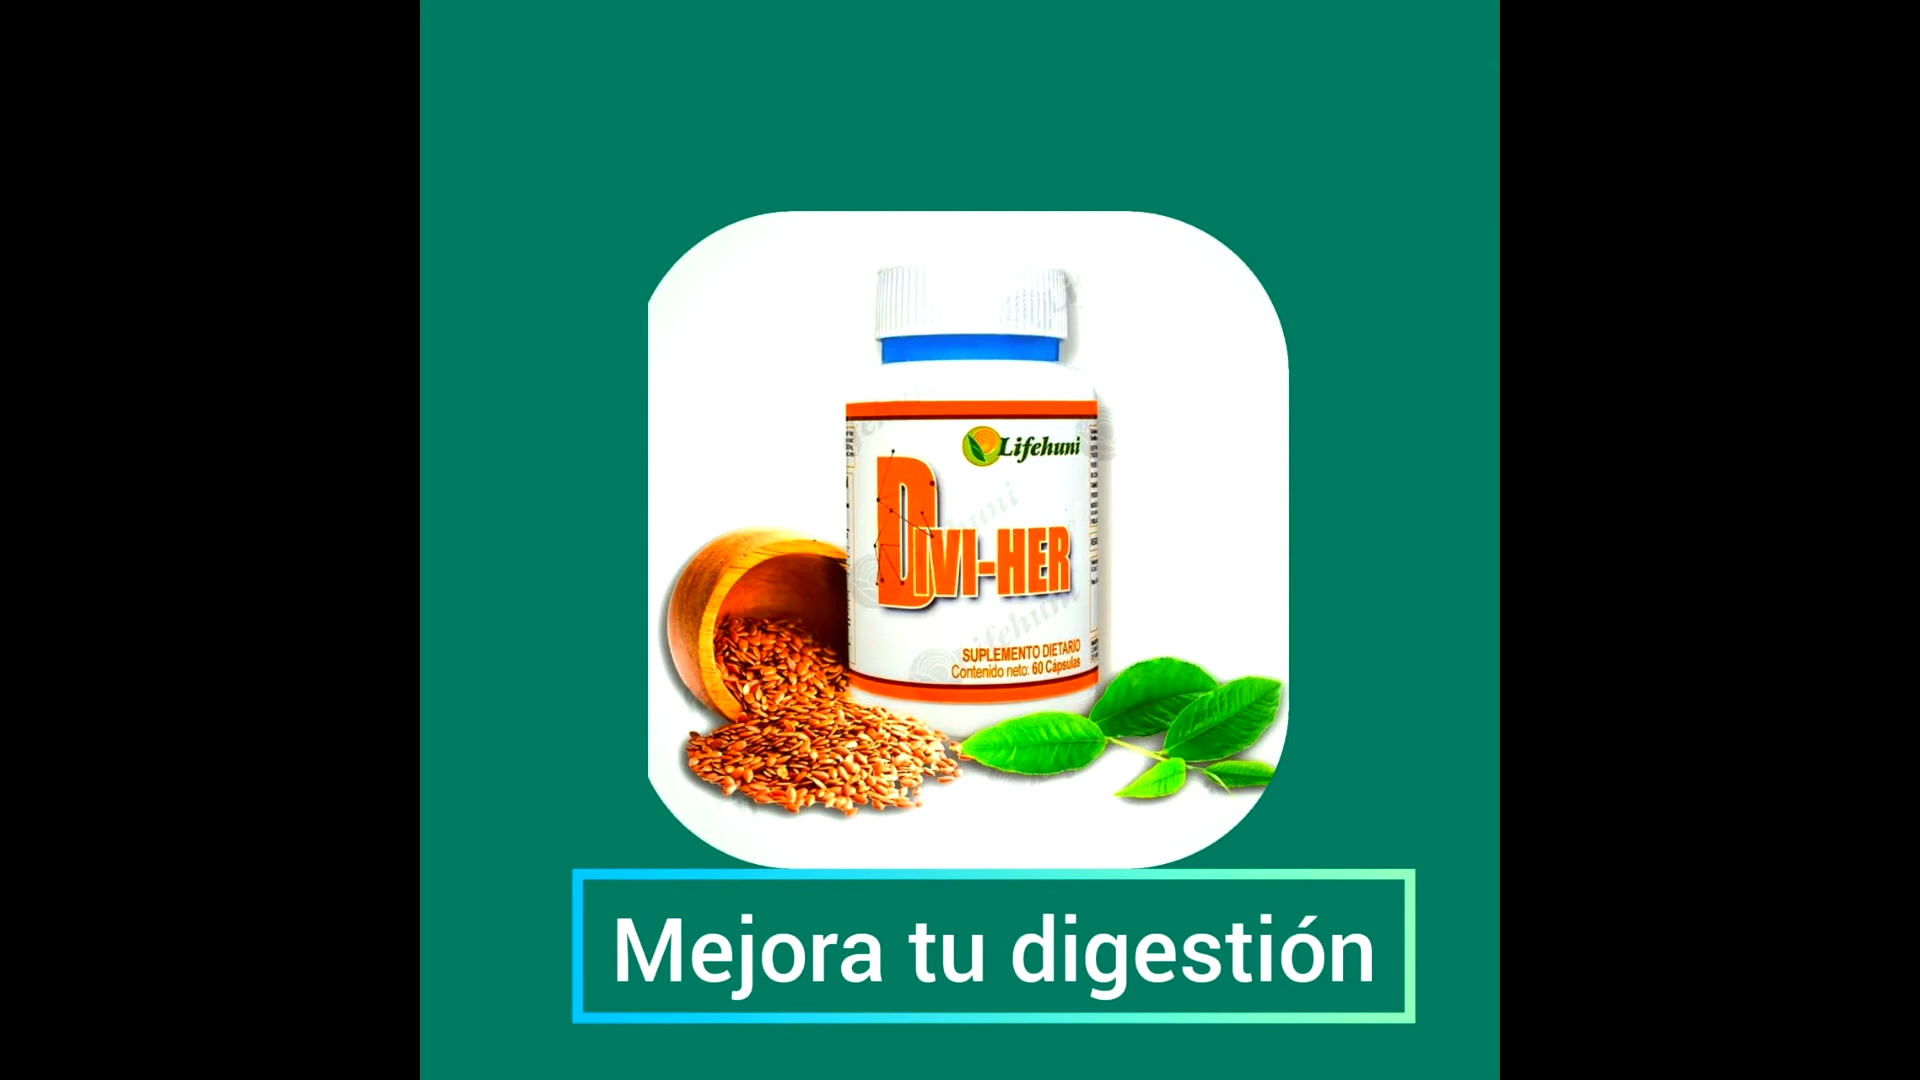 Lifehuni
DIVI-HER
SUPLEMENTO DIETARIO
Contenido neto: 60 Cápsulas
Mejora tu digestión